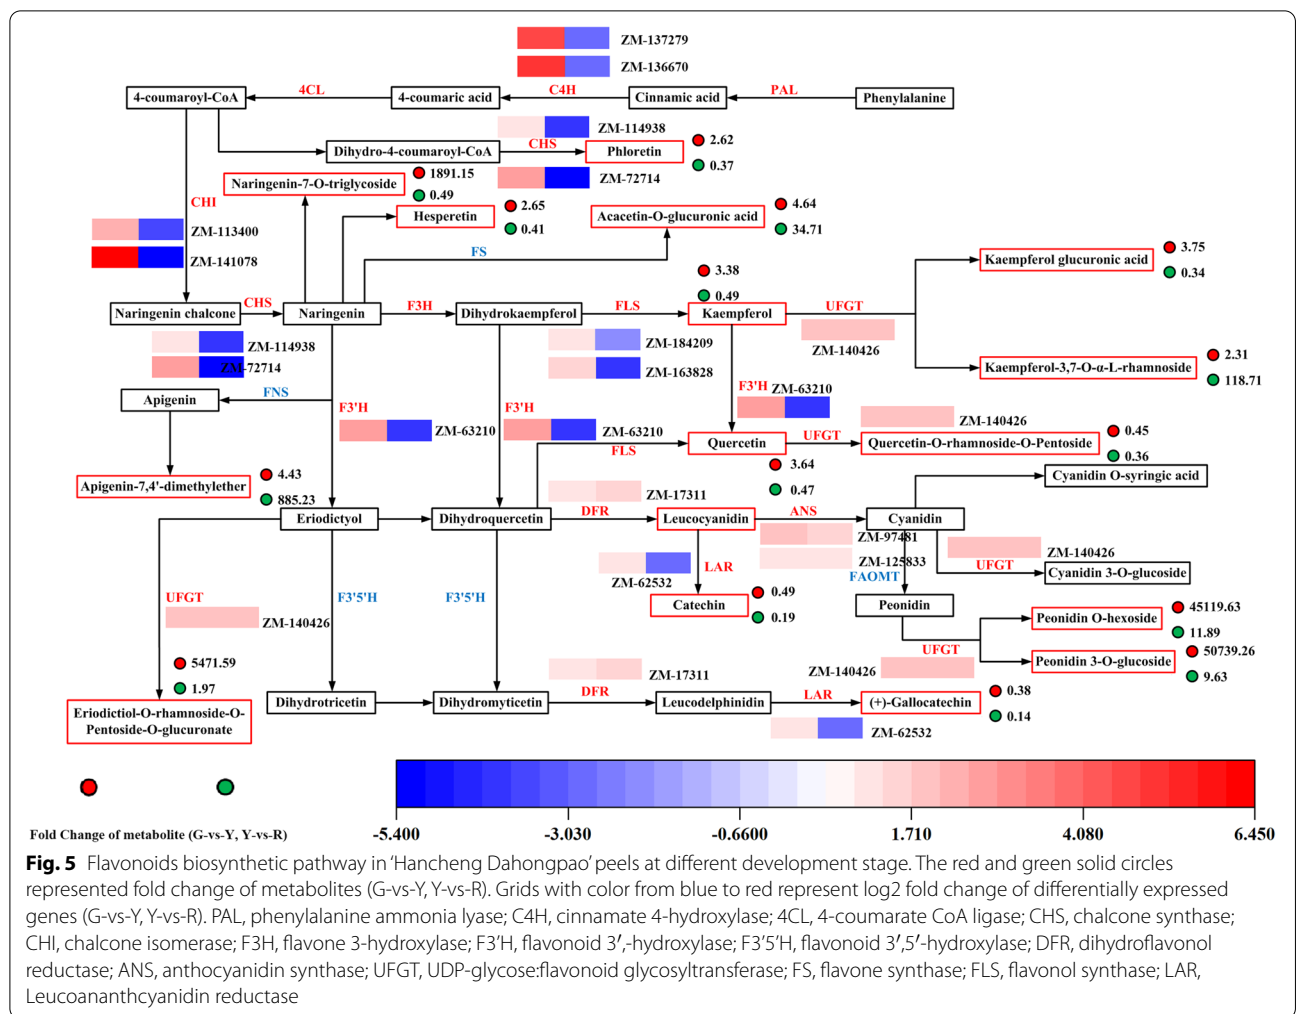 ZM-137279
ZM-136670
4-coumaroyl-CoA
4CL
4-coumaric acid
C4H
Cinnamic acid
PAL
Phenylalanine
ZM-114938
Dihydro-4-coumaroyl-CoA
CHS
Phloretin
2.62
0.37
ZM-72714
Naringenin-7-O-triglycoside
1891.15
0.49
CHI
Hesperetin
2.65
0.41
Acacetin-O-glucuronic acid
4.64
34.71
ZM-113400
ZM-141078
FS
Kaempferol glucuronic acid
3.75
0.34
3.38
0.49
Naringenin chalcone
CHS
Naringenin
F3H
Dihydrokaempferol
FLS
Kaempferol
UFGT
ZM-140426
ZM-114938
ZM-72714
ZM-184209
ZM-163828
Kaempferol-3,7-O-α-L-rhamnoside
2.31
118.71
Apigenin
FNS
F3'H
ZM-63210
F3'H
ZM-63210
F3'H
ZM-63210
ZM-140426
FLS
Quercetin
UFGT
Quercetin-O-rhamnoside-O-Pentoside
0.45
0.36
3.64
0.47
Apigenin-7,4'-dimethylether
4.43
885.23
Cyanidin O-syringic acid
ZM-17311
Eriodictyol
Dihydroquercetin
DFR
Leucocyanidin
ANS
Cyanidin
ZM-97481
ZM-125833
ZM-140426
UFGT
Cyanidin 3-O-glucoside
FAOMT
ZM-62532
LAR
Catechin
0.49
0.19
Peonidin
UFGT
ZM-140426
F3'5'H
F3'5'H
Peonidin O-hexoside
45119.63
11.89
UFGT
ZM-140426
Peonidin 3-O-glucoside
50739.26
9.63
5471.59
1.97
ZM-17311
Dihydrotricetin
Dihydromyticetin
DFR
Leucodelphinidin
LAR
(+)-Gallocatechin
0.38
0.14
ZM-62532
Eriodictiol-O-rhamnoside-O-
Pentoside-O-glucuronate
Fold Change of metabolite (G-vs-Y, Y-vs-R)
-5.400
-3.030
-0.6600
1.710
4.080
6.450
Fig. 5 Flavonoids biosynthetic pathway in 'Hancheng Dahongpao' peels at different development stage. The red and green solid circles
represented fold change of metabolites (G-vs-Y, Y-vs-R). Grids with color from blue to red represent log2 fold change of differentially expressed
genes (G-vs-Y, Y-vs-R). PAL, phenylalanine ammonia lyase; C4H, cinnamate 4-hydroxylase; 4CL, 4-coumarate CoA ligase; CHS, chalcone synthase;
CHI, chalcone isomerase; F3H, flavone 3-hydroxylase; F3′H, flavonoid 3′,-hydroxylase; F3′5′H, flavonoid 3′,5′-hydroxylase; DFR, dihydroflavonol
reductase; ANS, anthocyanidin synthase; UFGT, UDP-glycose:flavonoid glycosyltransferase; FS, flavone synthase; FLS, flavonol synthase; LAR,
Leucoananthcyanidin reductase